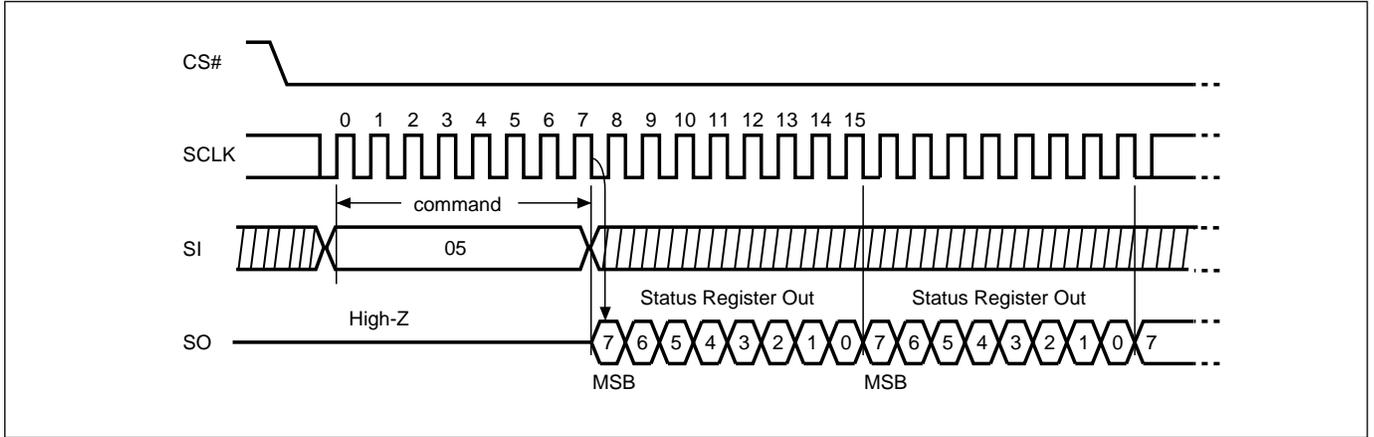 CS#
0 1 2 3 4 5 6 7 8 9 10 11 12 13 14 15
SCLK
command
SI 05
Status Register Out Status Register Out
High-Z
SO 7 6 5 4 3 2 1 0 7 6 5 4 3 2 1 0 7
MSB MSB